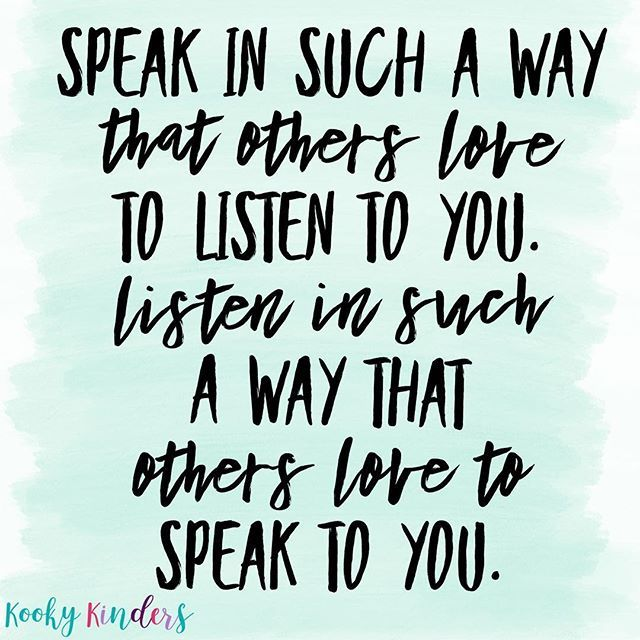 SPEAK IN SUCH A WAY
that others love
TO LISTEN TO YOU.
listen in such
A WAY THAT
others love to
SPEAK TO YOU.
Kooky Kinders